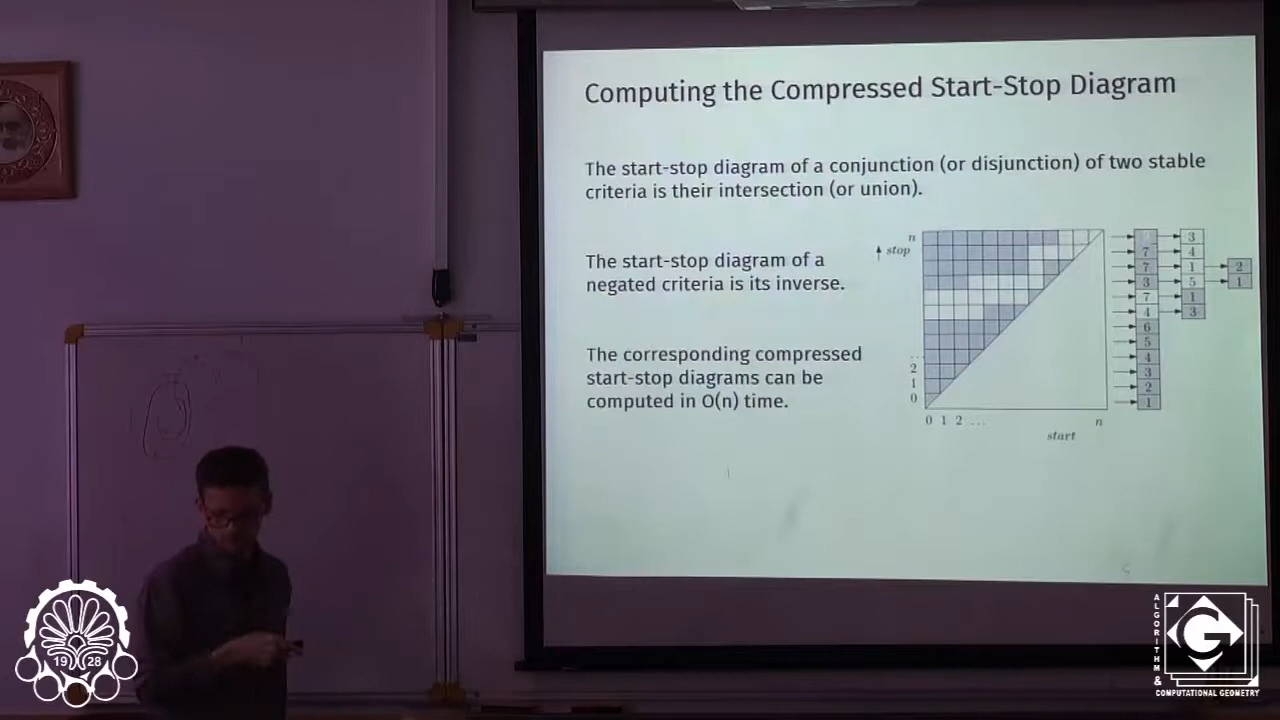 Computing the Compressed Start-Stop Diagram
The start-stop diagram of a conjunction (or disjunction) of two stable
criteria is their intersection (or union).
The start-stop diagram of a
negated criteria is its inverse.
The corresponding compressed
start-stop diagrams can be
computed in O(n) time.
n
stop
...
2
1
0
0 1 2 ...
n
start
3
7 4
7 1 2
3 5 1
7 1
4 3
6
5
4
3
2
1
19 28
ALGORITHM
&
G
COMPUTATIONAL GEOMETRY